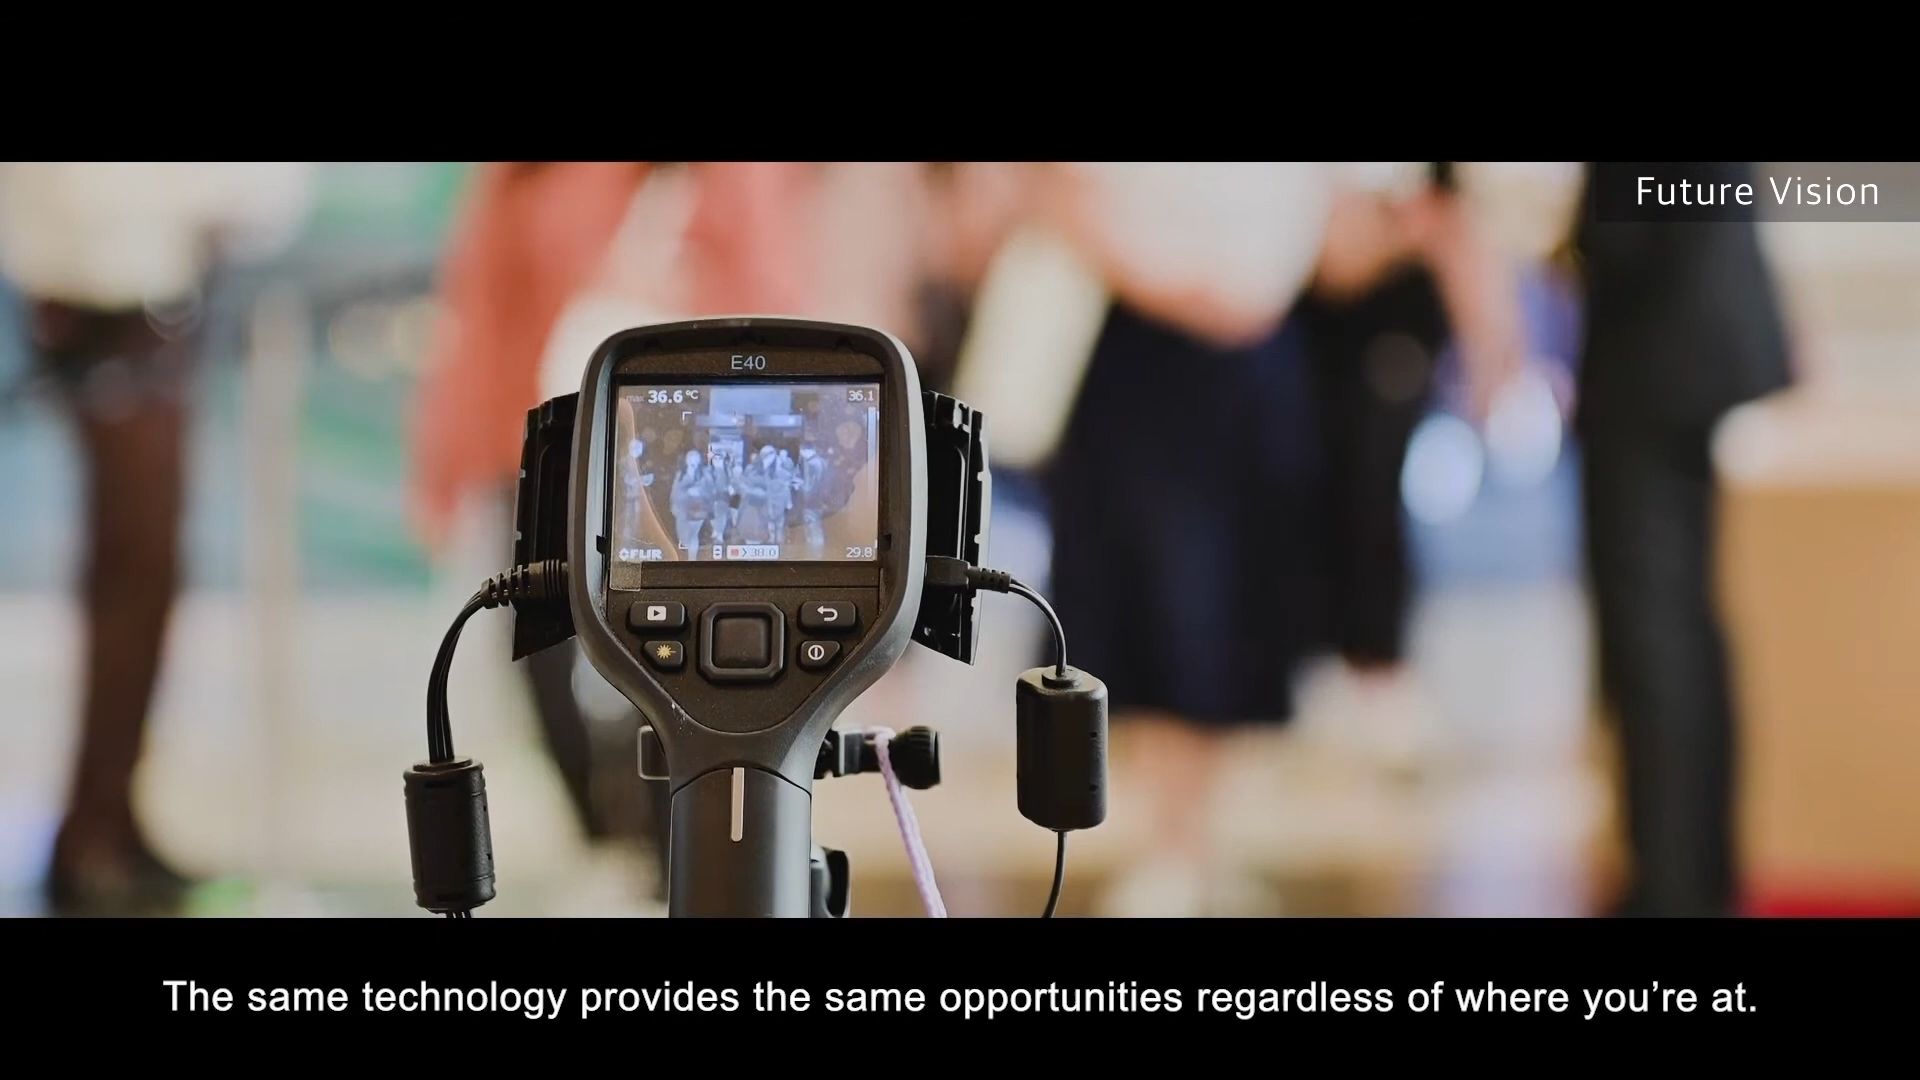 Future Vision
E40
max 36.6 °C
36.1
FLIR
38.0
29.8
The same technology provides the same opportunities regardless of where you’re at.